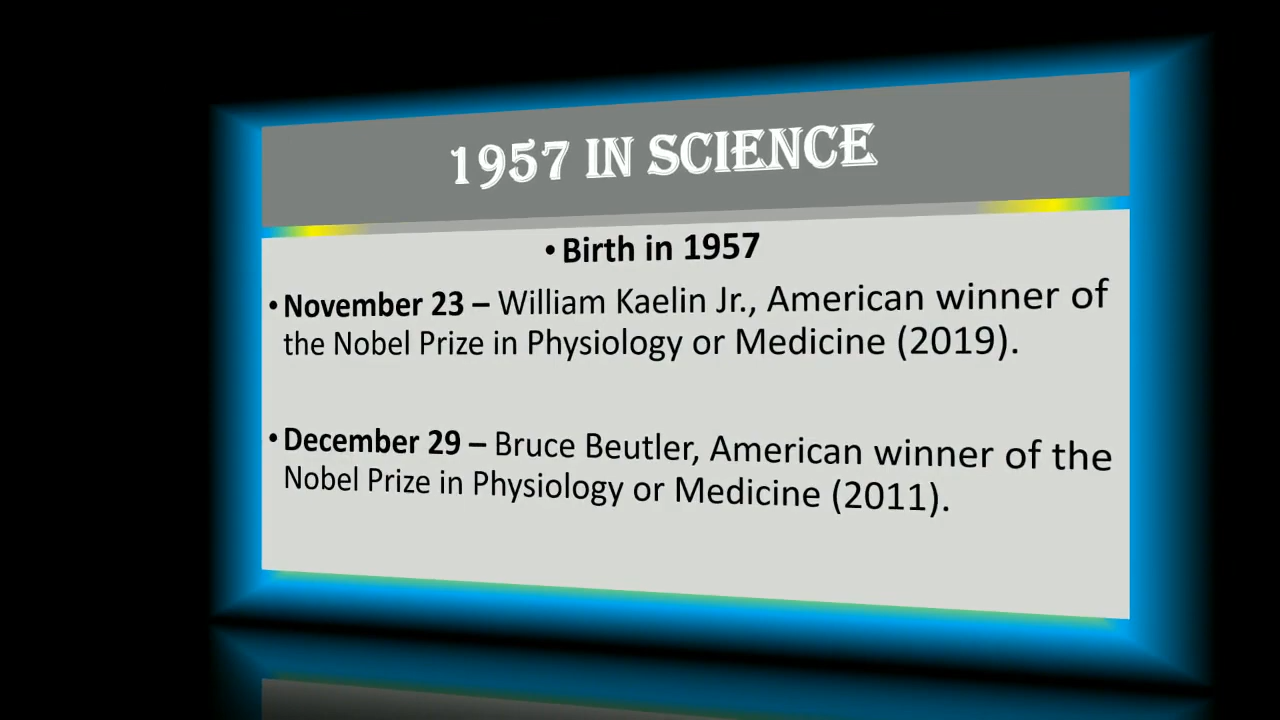 1957 IN SCIENCE
• Birth in 1957
• November 23 – William Kaelin Jr., American winner of
the Nobel Prize in Physiology or Medicine (2019).
• December 29 – Bruce Beutler, American winner of the
Nobel Prize in Physiology or Medicine (2011).